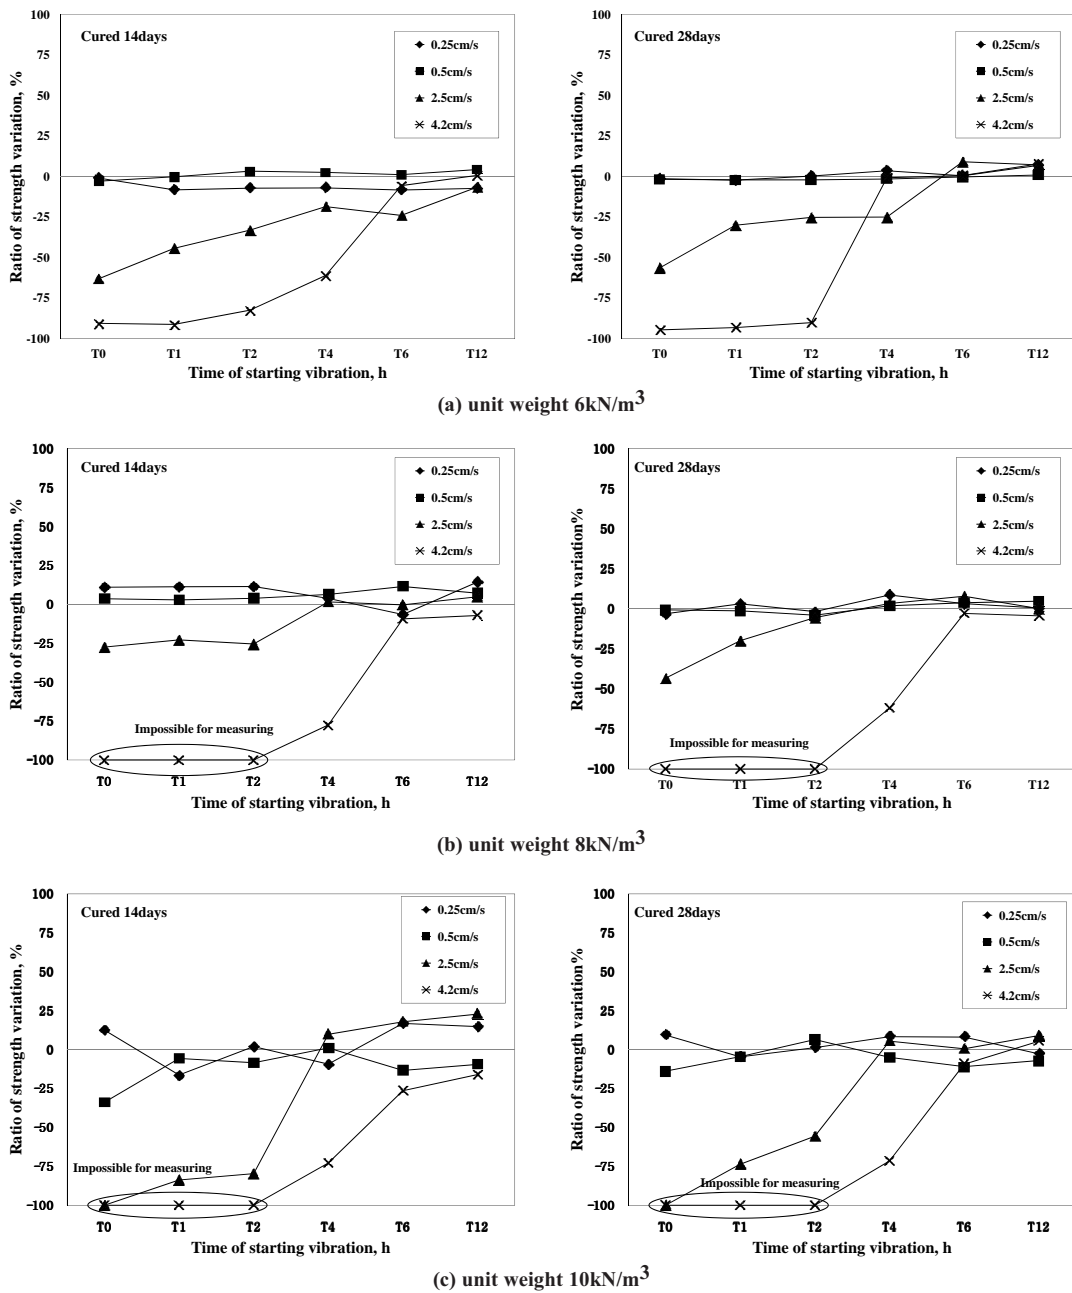 Cured 14days
0.25cm/s
0.5cm/s
2.5cm/s
4.2cm/s
Ratio of strength variation, %
100
75
50
25
0
-25
-50
-75
-100
T0 T1 T2 T4 T6 T12
Time of starting vibration, h
Cured 28days
0.25cm/s
0.5cm/s
2.5cm/s
4.2cm/s
Ratio of strength variation, %
100
75
50
25
0
-25
-50
-75
-100
T0 T1 T2 T4 T6 T12
Time of starting vibration, h
(a) unit weight 6kN/m3
Cured 14days
0.25cm/s
0.5cm/s
2.5cm/s
4.2cm/s
Ratio of strength variation, %
100
75
50
25
0
-25
-50
-75
-100
Impossible for measuring
T0 T1 T2 T4 T6 T12
Time of starting vibration, h
Cured 28days
0.25cm/s
0.5cm/s
2.5cm/s
4.2cm/s
Ratio of strength variation%
100
75
50
25
0
-25
-50
-75
-100
Impossible for measuring
T0 T1 T2 T4 T6 T12
Time of starting vibration, h
(b) unit weight 8kN/m3
Cured 14days
0.25cm/s
0.5cm/s
2.5cm/s
4.2cm/s
Ratio of strength variation, %
100
75
50
25
0
-25
-50
-75
-100
Impossible for measuring
T0 T1 T2 T4 T6 T12
Time of starting vibration, h
Cured 28days
0.25cm/s
0.5cm/s
2.5cm/s
4.2cm/s
Ratio of strength variation%
100
75
50
25
0
-25
-50
-75
-100
Impossible for measuring
T0 T1 T2 T4 T6 T12
Time of starting vibration, h
(c) unit weight 10kN/m3